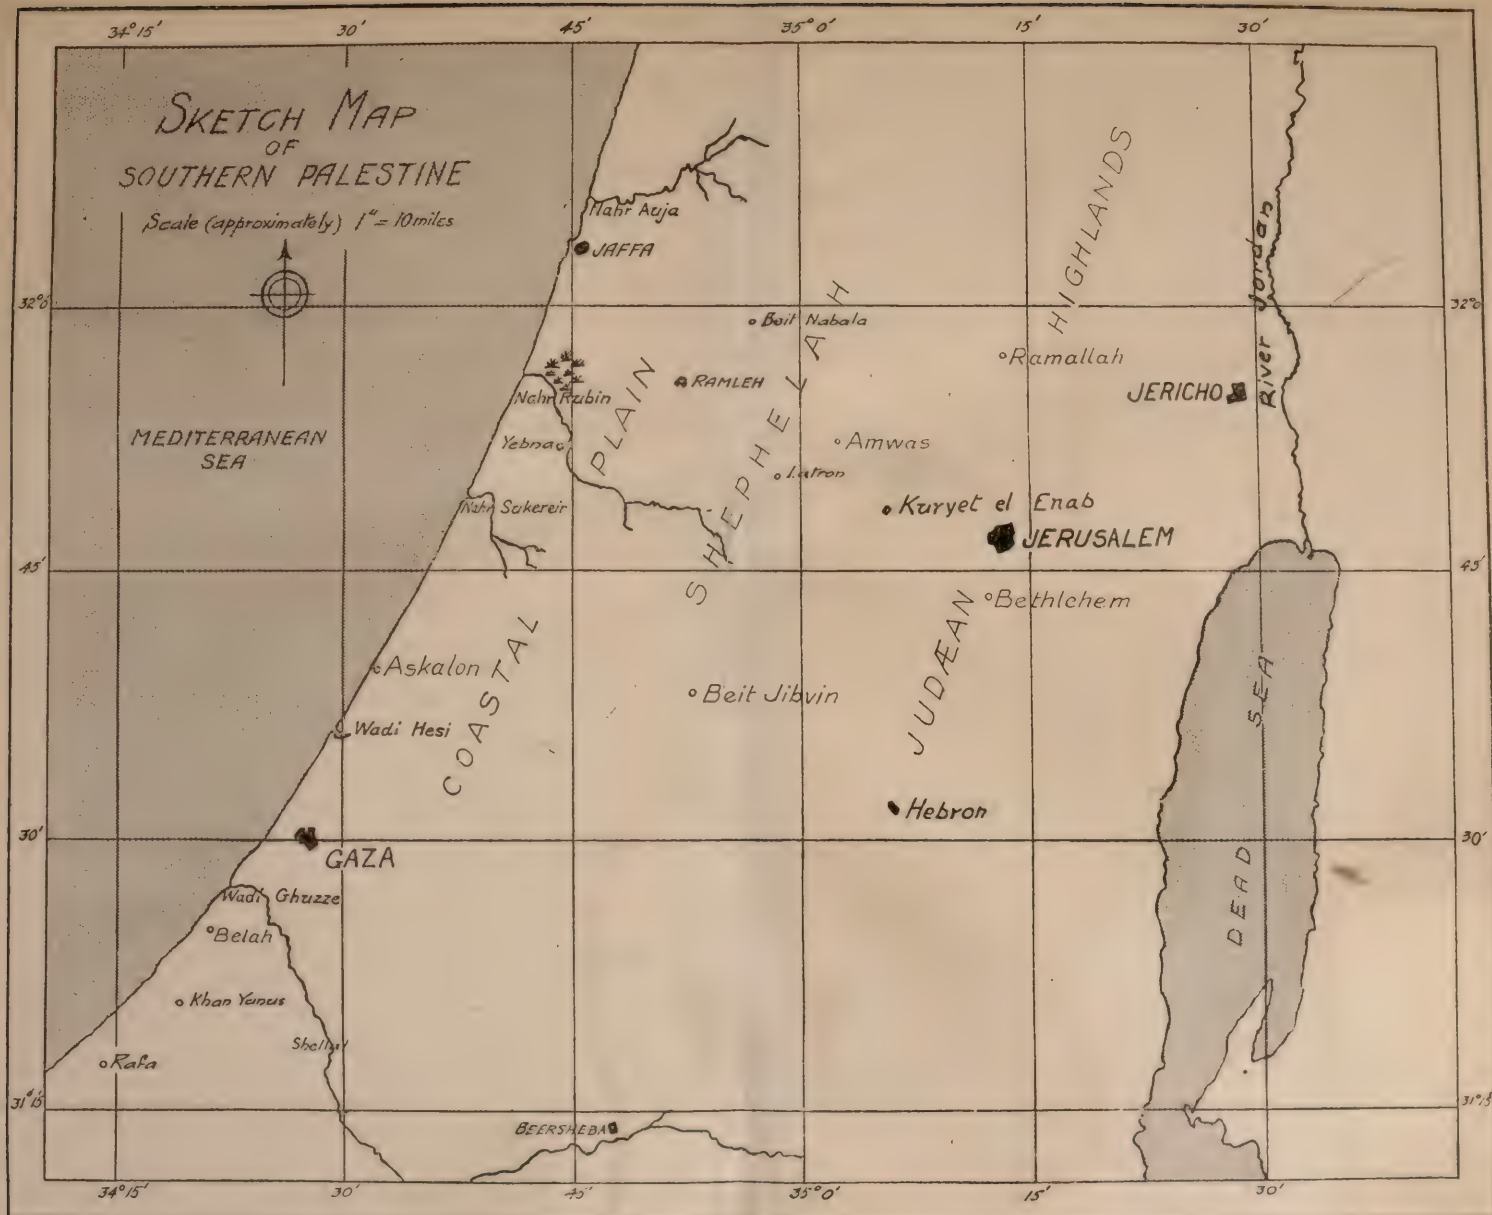 34°15'
30'
45'
35°0'
15'
30'
SKETCH MAP
OF
SOUTHERN PALESTINE
Scale (approximately) 1" = 10 miles
Nahr Auja
JAFFA
HIGHLANDS
River Jordan
32°0'
32°0
Beit Nabala
Ramallah
RAMLEH
JERICHO
Nahr Rubin
MEDITERRANEAN
SEA
Yebna
PLAIN
SHEPHELAH
Amwas
Latron
Nahr Sukereir
Kuryet el Enab
JERUSALEM
45'
45'
Bethlehem
Askalon
COASTAL
Beit Jibvin
JUDÆAN
DEAD SEA
Wadi Hesi
Hebron
30'
30'
GAZA
Wadi Ghuzze
Belah
Khan Yunus
Shellal
Rafa
31°15'
31°15'
BEERSHEBA
34°15'
30'
45'
35°0'
15'
30'